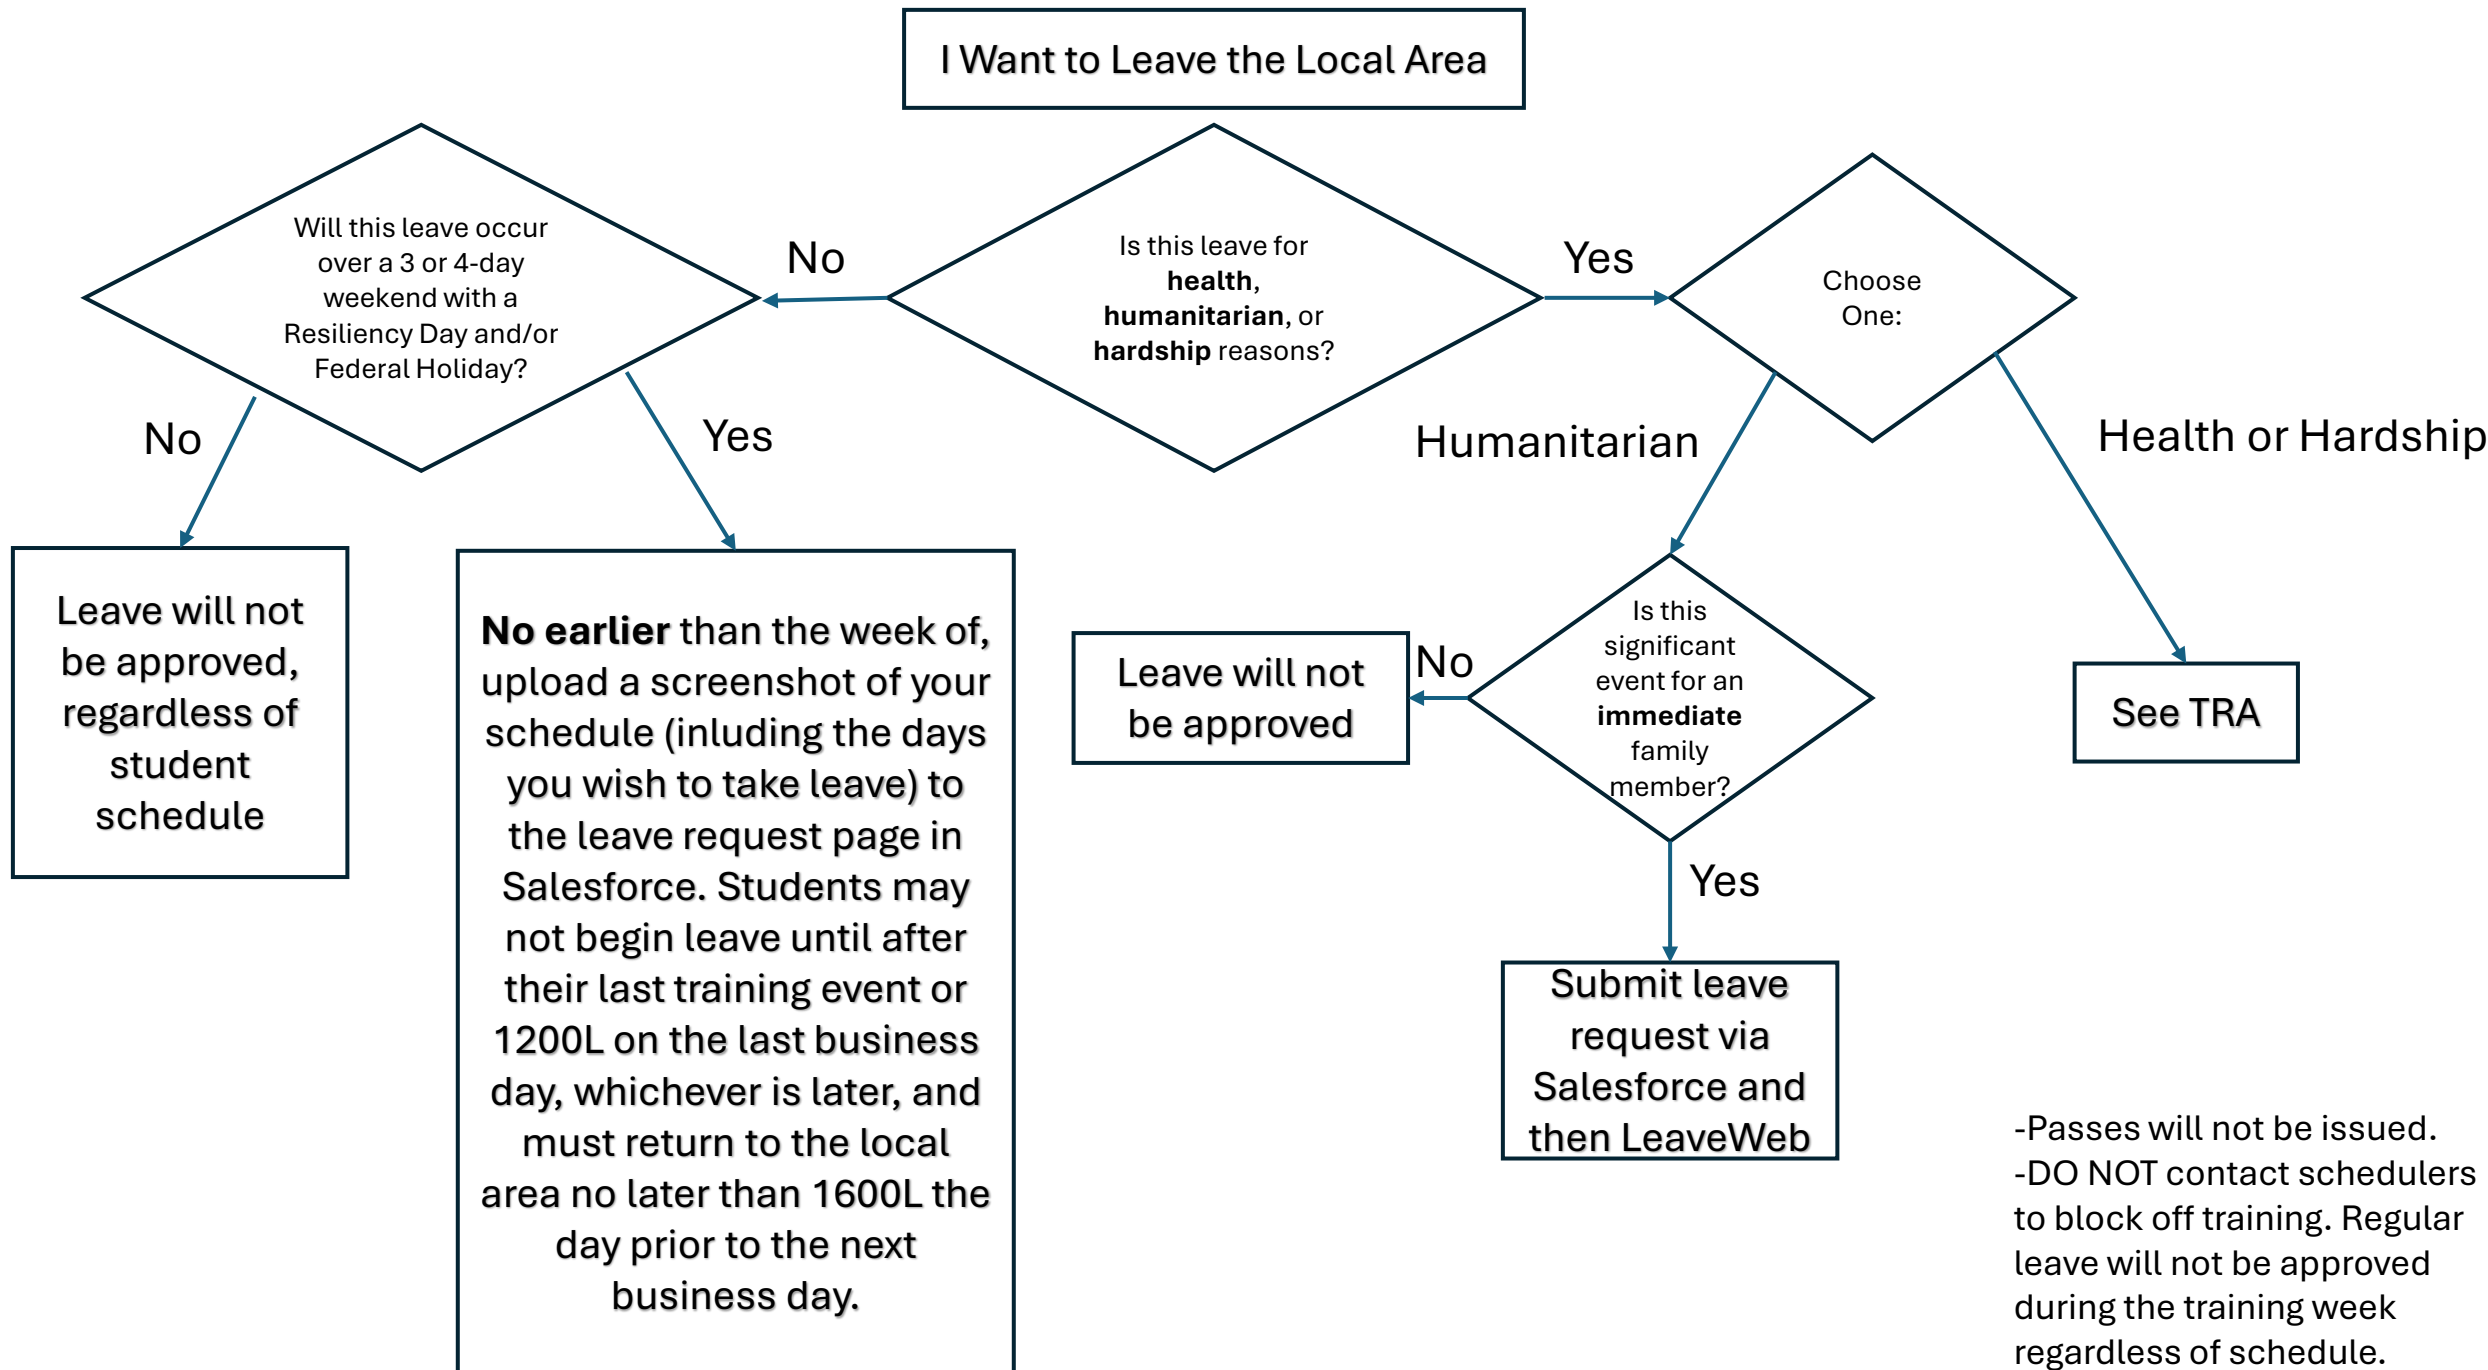 I Want to Leave the Local Area
Will this leave occur
over a 3 or 4-day
weekend with a
Resiliency Day and/or
Federal Holiday?
No
Is this leave for
health,
humanitarian, or
hardship reasons?
Yes
Choose
One:
No
Yes
Humanitarian
Health or Hardship
Leave will not
be approved,
regardless of
student
schedule
No earlier than the week of,
upload a screenshot of your
schedule (inluding the days
you wish to take leave) to
the leave request page in
Salesforce. Students may
not begin leave until after
their last training event or
1200L on the last business
day, whichever is later, and
must return to the local
area no later than 1600L the
day prior to the next
business day.
Leave will not
be approved
No
Is this
significant
event for an
immediate
family
member?
See TRA
Yes
Submit leave
request via
Salesforce and
then LeaveWeb
-Passes will not be issued.
-DO NOT contact schedulers
to block off training. Regular
leave will not be approved
during the training week
regardless of schedule.